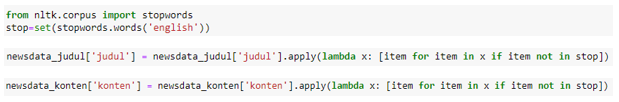 from nltk.corpus import stopwords
stop=set(stopwords.words('english'))
newsdata_judul['judul'] = newsdata_judul['judul'].apply(lambda x: [item for item in x if item not in stop])
newsdata_konten['konten'] = newsdata_konten['konten'].apply(lambda x: [item for item in x if item not in stop])